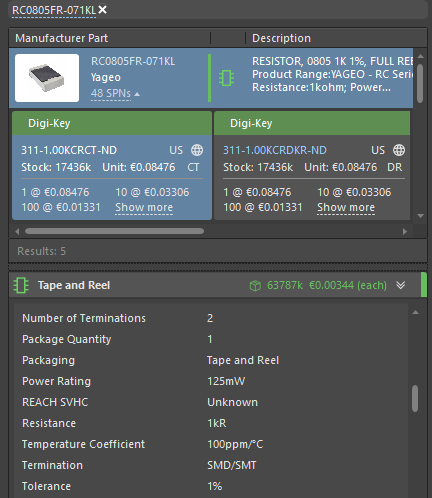 RC0805FR-071KL
Manufacturer Part Description
RC0805FR-071KL
Yageo
48 SPNs
RESISTOR, 0805 1K 1%, FULL REE
Product Range:YAGEO - RC Serie
Resistance:1kohm; Power...
Digi-Key
311-1.00KCRCT-ND US
Stock: 17436k Unit: €0.08476 CT
1 @ €0.08476 10 @ €0.03306
100 @ €0.01331 Show more
Digi-Key
311-1.00KCRDKR-ND US
Stock: 17436k Unit: €0.08476 DR
1 @ €0.08476 10 @ €0.03306
100 @ €0.01331 Show more
Results: 5
Tape and Reel 63787k €0.00344 (each)
Number of Terminations 2
Package Quantity 1
Packaging Tape and Reel
Power Rating 125mW
REACH SVHC Unknown
Resistance 1kR
Temperature Coefficient 100ppm/°C
Termination SMD/SMT
Tolerance 1%